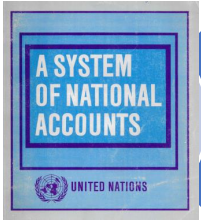 A SYSTEM
OF NATIONAL
ACCOUNTS
UNITED NATIONS